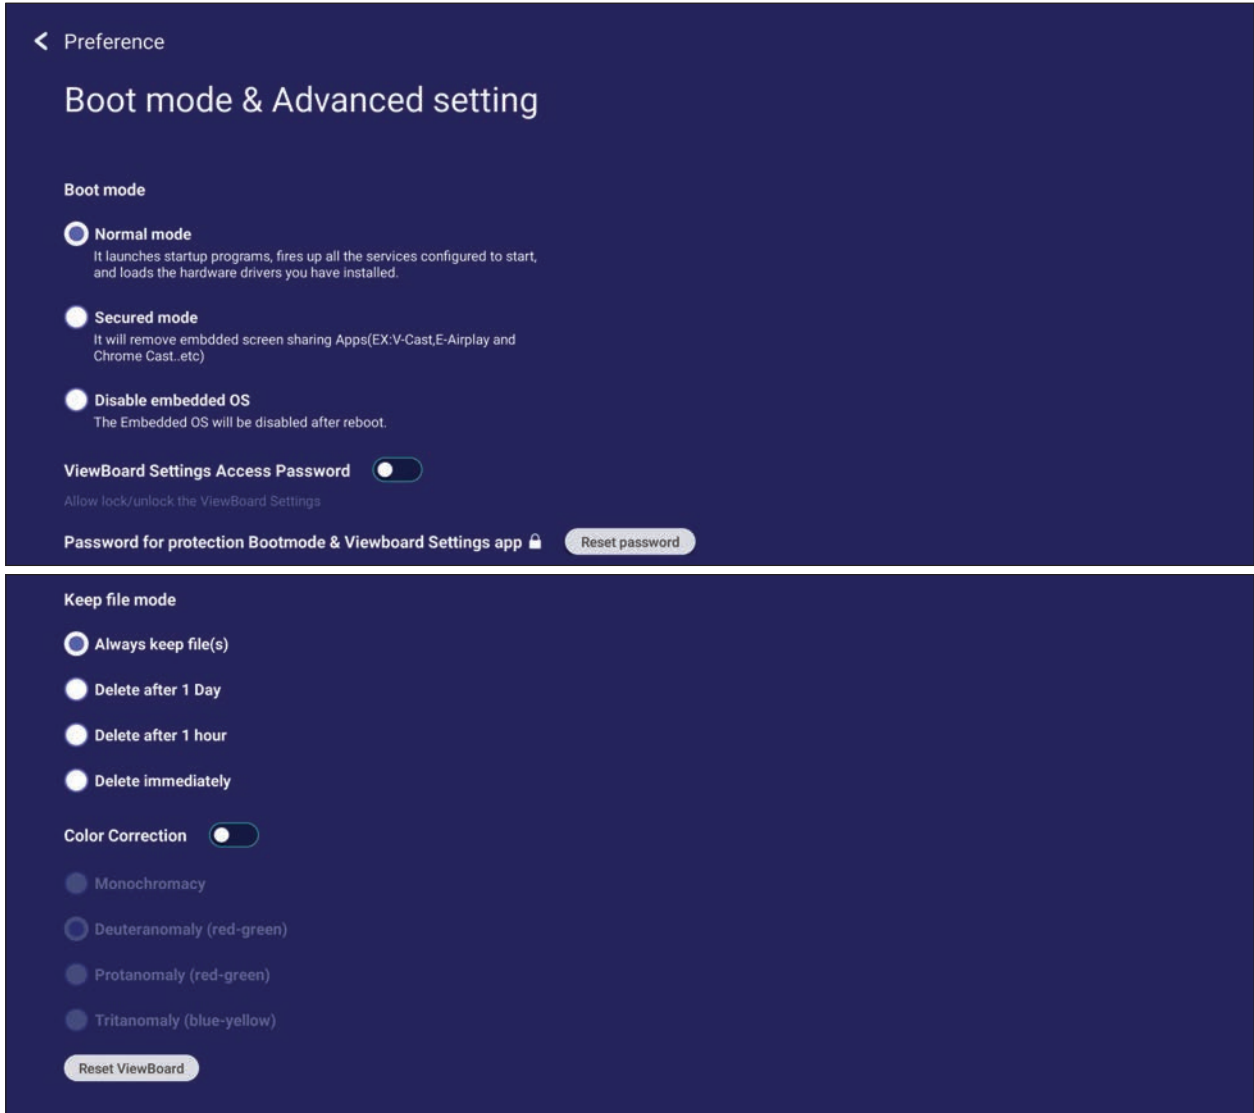 Preference
Boot mode & Advanced setting
Boot mode
Normal mode
It launches startup programs, fires up all the services configured to start,
and loads the hardware drivers you have installed.
Secured mode
It will remove embdded screen sharing Apps(EX:V-Cast,E-Airplay and
Chrome Cast..etc)
Disable embedded OS
The Embedded OS will be disabled after reboot.
ViewBoard Settings Access Password
Allow lock/unlock the ViewBoard Settings
Password for protection Bootmode & Viewboard Settings app Reset password
Keep file mode
Always keep file(s)
Delete after 1 Day
Delete after 1 hour
Delete immediately
Color Correction
Monochromacy
Deuteranomaly (red-green)
Protanomaly (red-green)
Tritanomaly (blue-yellow)
Reset ViewBoard